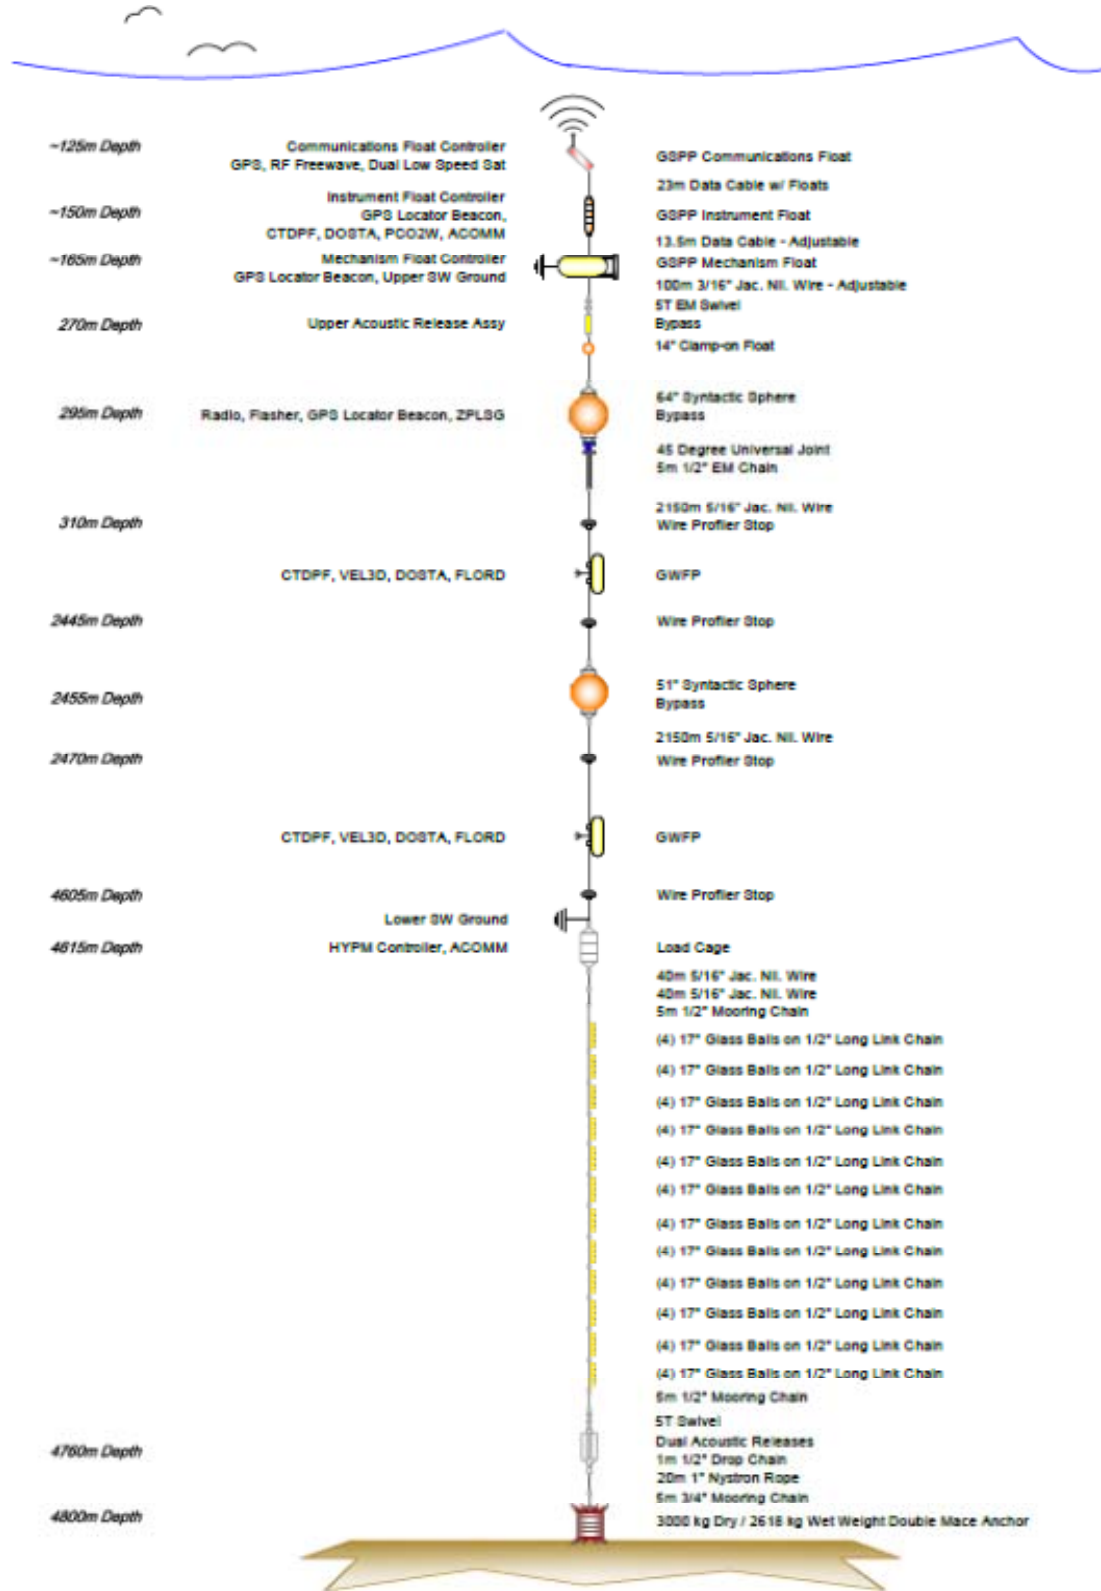 ~125m Depth
Communications Float Controller
GPS, RF Freewave, Dual Low Speed Sat
GSPP Communications Float
23m Data Cable w/ Floats
~150m Depth
Instrument Float Controller
GPS Locator Beacon,
CTDPF, DOSTA, PCO2W, ACOMM
GSPP Instrument Float
13.5m Data Cable - Adjustable
~165m Depth
Mechanism Float Controller
GPS Locator Beacon, Upper SW Ground
GSPP Mechanism Float
100m 3/16" Jac. Nil. Wire - Adjustable
5T EM Swivel
270m Depth
Upper Acoustic Release Assy
Bypass
14" Clamp-on Float
295m Depth
Radio, Flasher, GPS Locator Beacon, ZPLSG
64" Syntactic Sphere
Bypass
45 Degree Universal Joint
5m 1/2" EM Chain
2150m 5/16" Jac. Nil. Wire
310m Depth
Wire Profiler Stop
CTDPF, VEL3D, DOSTA, FLORD
GWFP
2445m Depth
Wire Profiler Stop
2455m Depth
51" Syntactic Sphere
Bypass
2150m 5/16" Jac. Nil. Wire
2470m Depth
Wire Profiler Stop
CTDPF, VEL3D, DOSTA, FLORD
GWFP
4605m Depth
Wire Profiler Stop
Lower SW Ground
4615m Depth
HYPM Controller, ACOMM
Load Cage
40m 5/16" Jac. Nil. Wire
40m 5/16" Jac. Nil. Wire
5m 1/2" Mooring Chain
(4) 17" Glass Balls on 1/2" Long Link Chain
(4) 17" Glass Balls on 1/2" Long Link Chain
(4) 17" Glass Balls on 1/2" Long Link Chain
(4) 17" Glass Balls on 1/2" Long Link Chain
(4) 17" Glass Balls on 1/2" Long Link Chain
(4) 17" Glass Balls on 1/2" Long Link Chain
(4) 17" Glass Balls on 1/2" Long Link Chain
(4) 17" Glass Balls on 1/2" Long Link Chain
(4) 17" Glass Balls on 1/2" Long Link Chain
(4) 17" Glass Balls on 1/2" Long Link Chain
(4) 17" Glass Balls on 1/2" Long Link Chain
(4) 17" Glass Balls on 1/2" Long Link Chain
5m 1/2" Mooring Chain
5T Swivel
4760m Depth
Dual Acoustic Releases
1m 1/2" Drop Chain
20m 1" Nystron Rope
5m 3/4" Mooring Chain
4800m Depth
3000 kg Dry / 2618 kg Wet Weight Double Mace Anchor